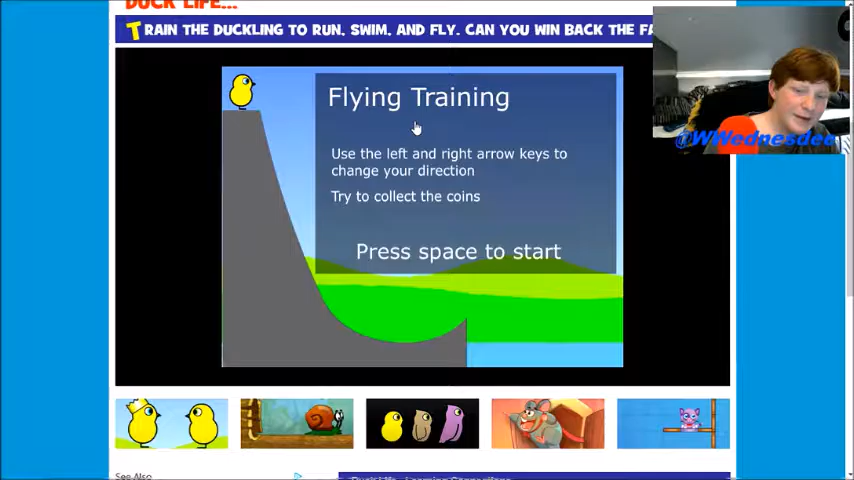 DUCK LIFE...
TRAIN THE DUCKLING TO RUN, SWIM, AND FLY. CAN YOU WIN BACK THE FA
Flying Training
Use the left and right arrow keys to
change your direction
Try to collect the coins
Press space to start
@WWednesdee
See Also